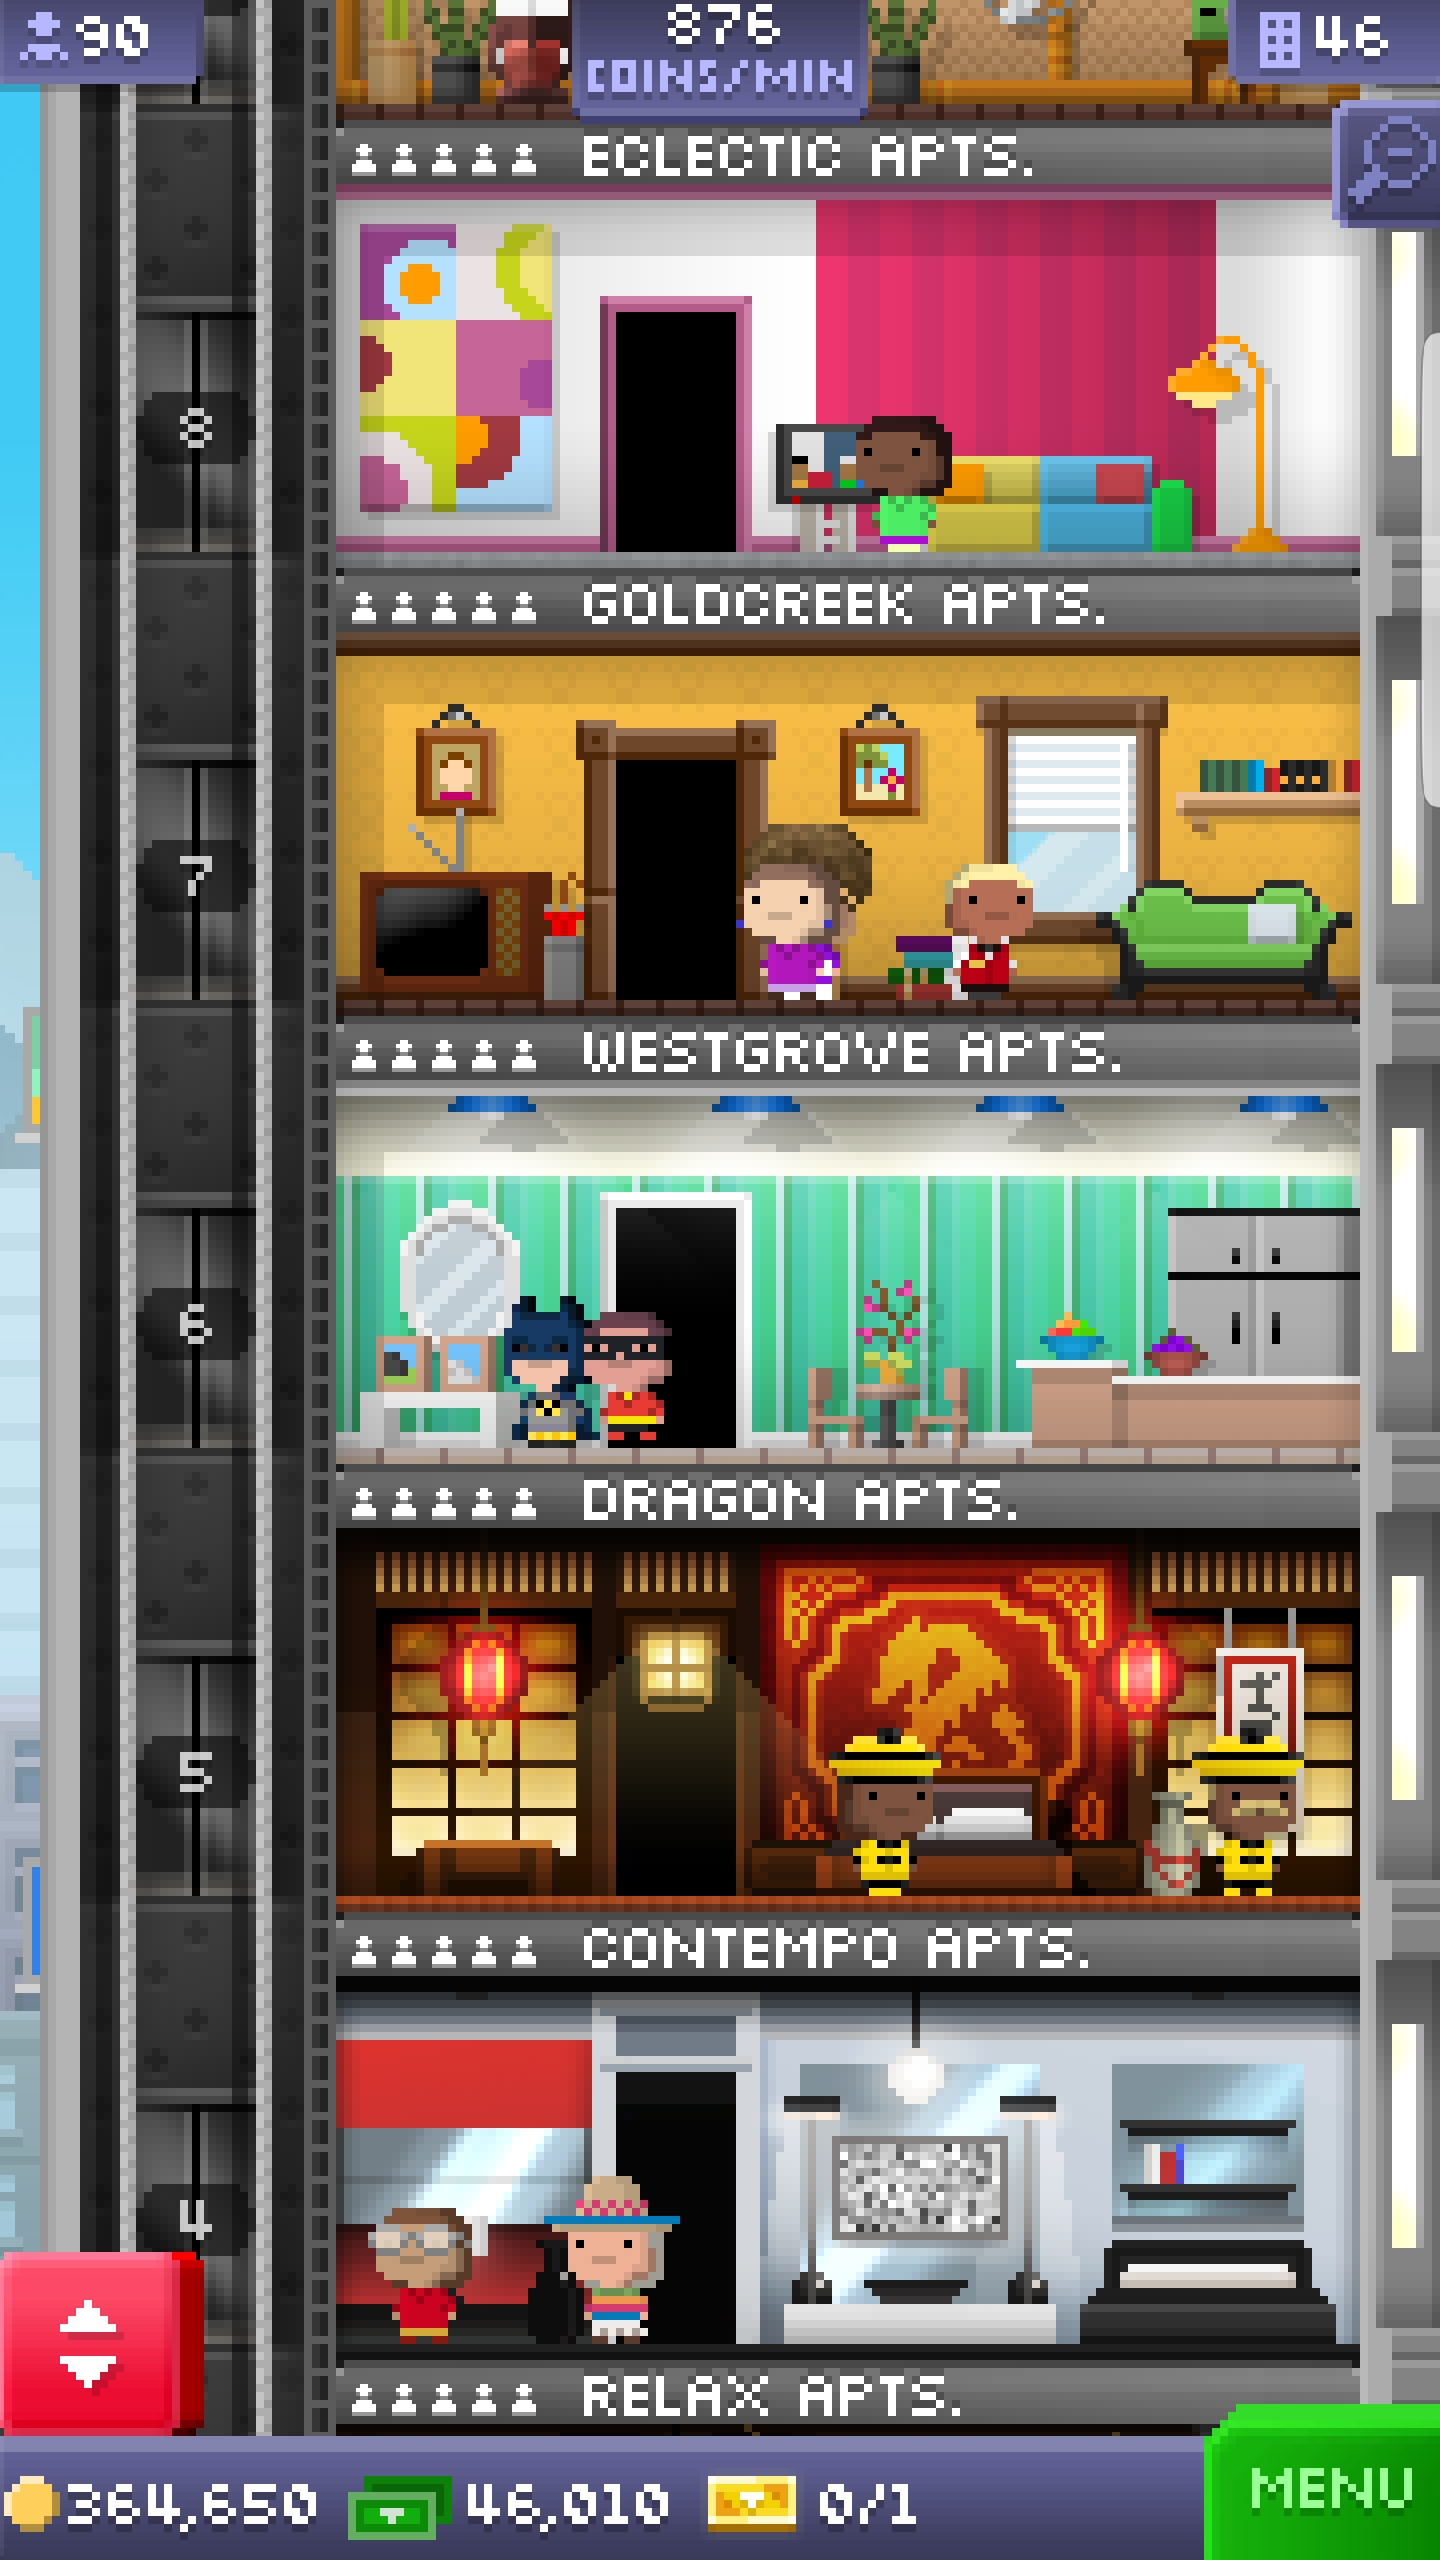 90
876
COINS/MIN
46
ECLECTIC APTS.
8
GOLDCREEK APTS.
7
WESTGROVE APTS.
6
DRAGON APTS.
5
CONTEMPO APTS.
4
RELAX APTS.
364,650
46,010
0/1
MENU